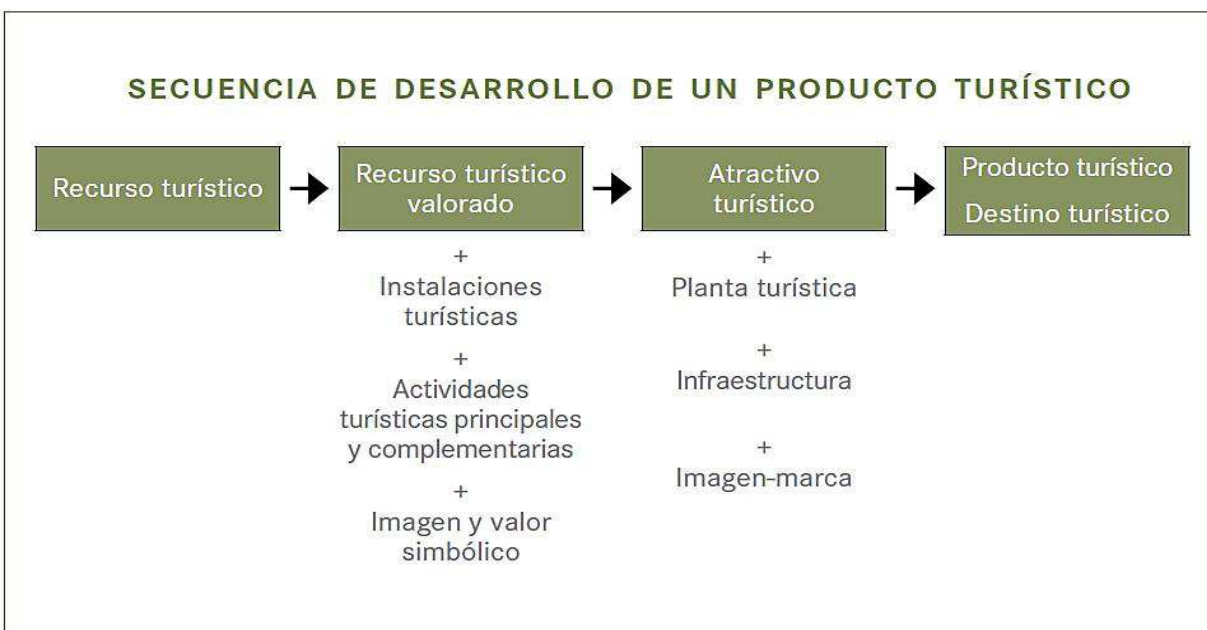 SECUENCIA DE DESARROLLO DE UN PRODUCTO TURÍSTICO
Recurso turístico
Recurso turístico
valorado
+
Instalaciones
turísticas
+
Actividades
turísticas principales
y complementarias
+
Imagen y valor
simbólico
Atractivo
turístico
+
Planta turística
+
Infraestructura
+
Imagen-marca
Producto turístico
Destino turístico